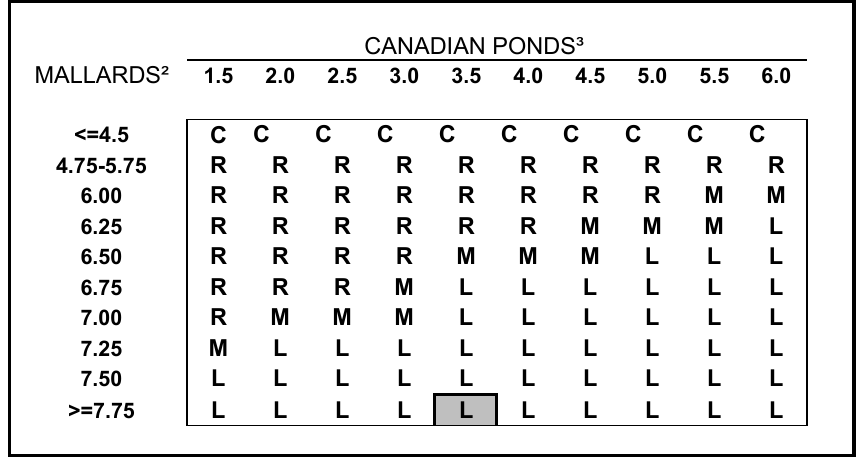 CANADIAN PONDS³
MALLARDS² 1.5 2.0 2.5 3.0 3.5 4.0 4.5 5.0 5.5 6.0
<=4.5 C C C C C C C C C C
4.75-5.75 R R R R R R R R R R
6.00 R R R R R R R R M M
6.25 R R R R R R M M M L
6.50 R R R R M M M L L L
6.75 R R R M L L L L L L
7.00 R M M M L L L L L L
7.25 M L L L L L L L L L
7.50 L L L L L L L L L L
>=7.75 L L L L L L L L L L